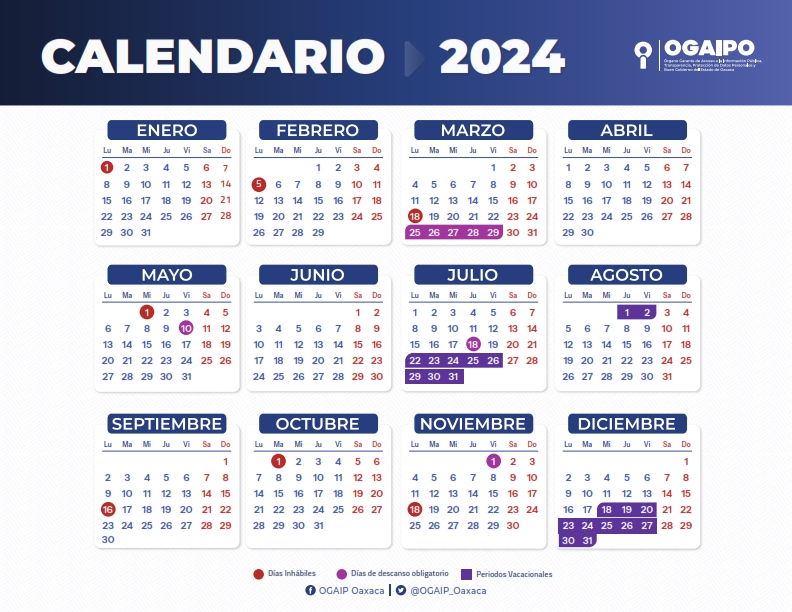 CALENDARIO 2024
OGAIPO
Órgano Garante de Acceso a la Información Pública,
Transparencia, Protección de Datos Personales y
Buen Gobierno del Estado de Oaxaca
ENERO FEBRERO MARZO ABRIL
Lu Ma Mi Ju Vi Sa Do Lu Ma Mi Ju Vi Sa Do Lu Ma Mi Ju Vi Sa Do Lu Ma Mi Ju Vi Sa Do
1 2 3 4 5 6 7 1 2 3 4 1 2 3 1 2 3 4 5 6 7
8 9 10 11 12 13 14 5 6 7 8 9 10 11 4 5 6 7 8 9 10 8 9 10 11 12 13 14
15 16 17 18 19 20 21 12 13 14 15 16 17 18 11 12 13 14 15 16 17 15 16 17 18 19 20 21
22 23 24 25 26 27 28 19 20 21 22 23 24 25 18 19 20 21 22 23 24 22 23 24 25 26 27 28
29 30 31 26 27 28 29 25 26 27 28 29 30 31 29 30
MAYO JUNIO JULIO AGOSTO
Lu Ma Mi Ju Vi Sa Do Lu Ma Mi Ju Vi Sa Do Lu Ma Mi Ju Vi Sa Do Lu Ma Mi Ju Vi Sa Do
1 2 3 4 5 1 2 1 2 3 4 5 6 7 1 2 3 4
6 7 8 9 10 11 12 3 4 5 6 7 8 9 8 9 10 11 12 13 14 5 6 7 8 9 10 11
13 14 15 16 17 18 19 10 11 12 13 14 15 16 15 16 17 18 19 20 21 12 13 14 15 16 17 18
20 21 22 23 24 25 26 17 18 19 20 21 22 23 22 23 24 25 26 27 28 19 20 21 22 23 24 25
27 28 29 30 31 24 25 26 27 28 29 30 29 30 31 26 27 28 29 30 31
SEPTIEMBRE OCTUBRE NOVIEMBRE DICIEMBRE
Lu Ma Mi Ju Vi Sa Do Lu Ma Mi Ju Vi Sa Do Lu Ma Mi Ju Vi Sa Do Lu Ma Mi Ju Vi Sa Do
1 1 2 3 4 5 6 1 2 3 1
2 3 4 5 6 7 8 7 8 9 10 11 12 13 4 5 6 7 8 9 10 2 3 4 5 6 7 8
9 10 11 12 13 14 15 14 15 16 17 18 19 20 11 12 13 14 15 16 17 9 10 11 12 13 14 15
16 17 18 19 20 21 22 21 22 23 24 25 26 27 18 19 20 21 22 23 24 16 17 18 19 20 21 22
23 24 25 26 27 28 29 28 29 30 31 25 26 27 28 29 30 23 24 25 26 27 28 29
30 30 31
Días Inhábiles Días de descanso obligatorio Periodos Vacacionales
OGAIP Oaxaca @OGAIP_Oaxaca